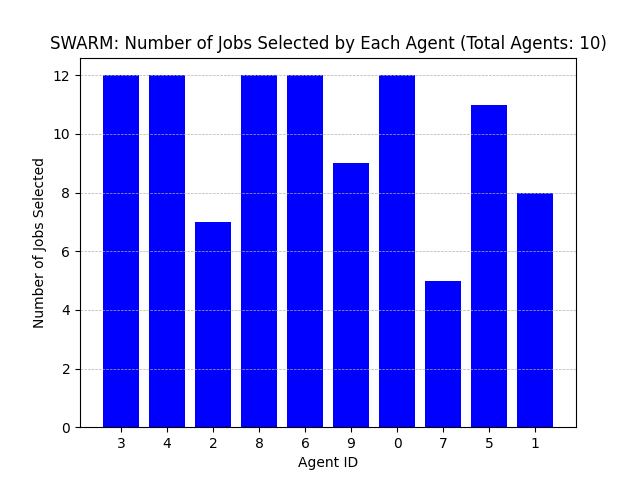 SWARM: Number of Jobs Selected by Each Agent (Total Agents: 10)
12
10
8
6
4
2
0
Number of Jobs Selected
3 4 2 8 6 9 0 7 5 1
Agent ID